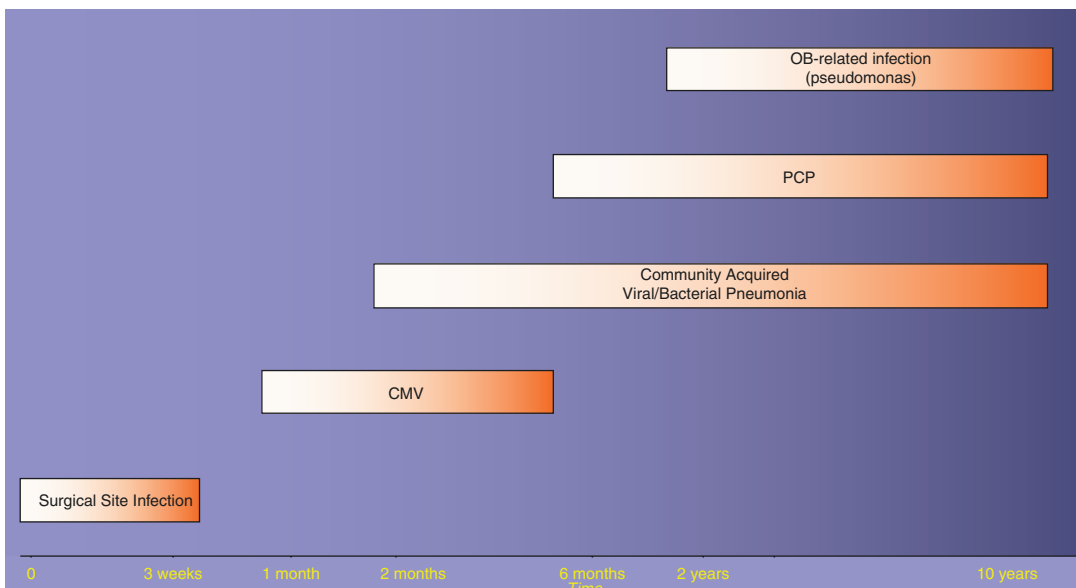 OB-related infection
(pseudomonas)
PCP
Community Acquired
Viral/Bacterial Pneumonia
CMV
Surgical Site Infection
0 3 weeks 1 month 2 months 6 months 2 years 10 years
Time